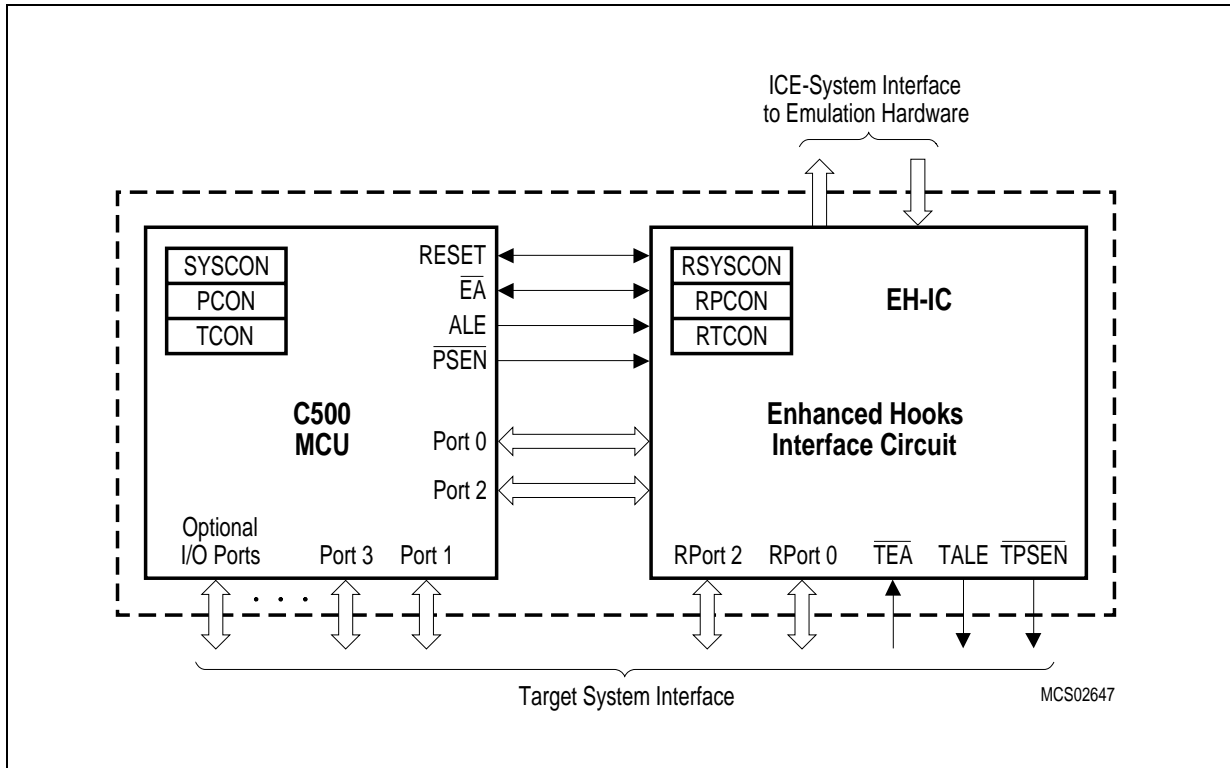 ICE-System Interface
to Emulation Hardware
SYSCON
PCON
TCON
RESET
EA
ALE
PSEN
C500
MCU
Port 0
Port 2
Optional
I/O Ports
Port 3
Port 1
. . .
RSYSCON
RPCON
RTCON
EH-IC
Enhanced Hooks
Interface Circuit
RPort 2
RPort 0
TEA
TALE
TPSEN
Target System Interface
MCS02647